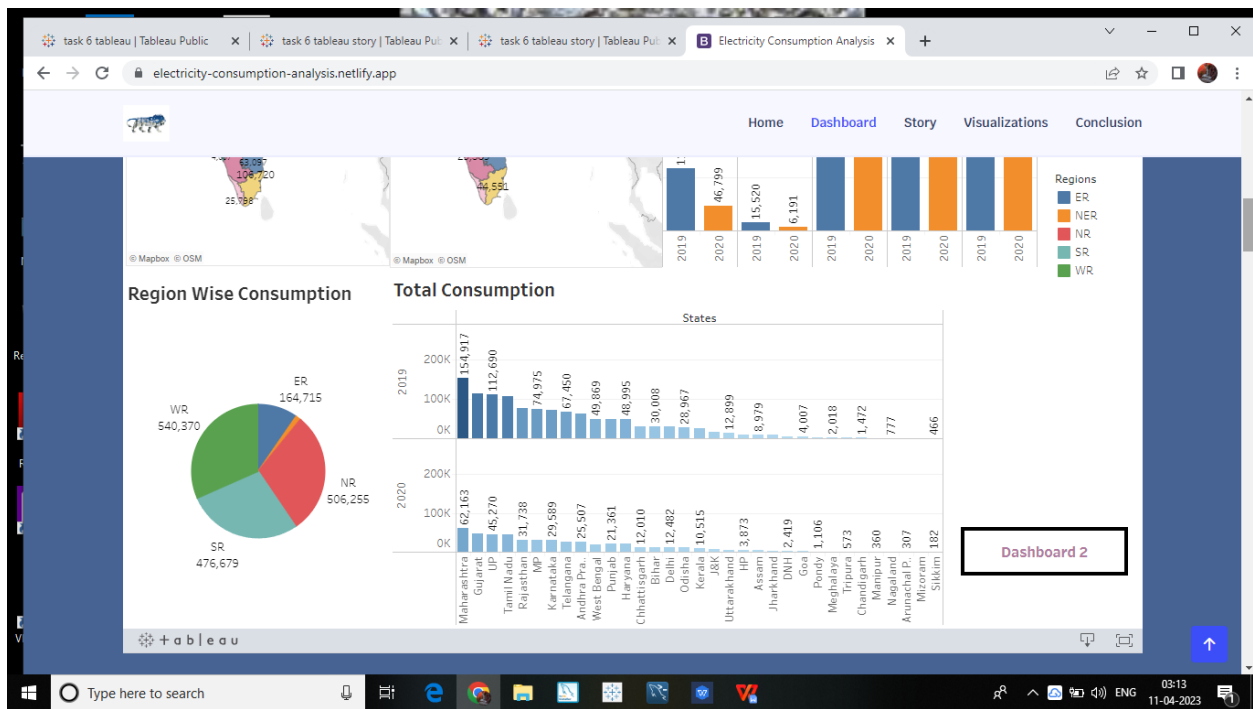 task 6 tableau | Tableau Public
task 6 tableau story | Tableau Pub
task 6 tableau story | Tableau Pub
B Electricity Consumption Analysis
electricity-consumption-analysis.netlify.app
Home Dashboard Story Visualizations Conclusion
63,097
106,720
25,798
44,551
46,799
15,520
6,191
2019 2020 2019 2020 2019 2020 2019 2020 2019 2020
© Mapbox © OSM
© Mapbox © OSM
Regions
ER
NER
NR
SR
WR
Region Wise Consumption
ER
164,715
WR
540,370
NR
506,255
SR
476,679
Total Consumption
States
2019
200K
100K
0K
154,917 112,690 74,975 67,450 49,869 48,995 30,008 28,967 12,899 8,979 4,007 2,018 1,472 777 466
2020
200K
100K
0K
62,163 45,270 31,738 29,589 25,507 21,361 12,010 12,482 10,515 3,873 2,419 1,106 573 360 307 182
Maharashtra
Gujarat
UP
Tamil Nadu
Rajasthan
MP
Karnataka
Telangana
Andhra Pra..
West Bengal
Punjab
Haryana
Chhattisgarh
Bihar
Delhi
Odisha
Kerala
J&K
Uttarakhand
HP
Assam
Jharkhand
DNH
Goa
Pondy
Meghalaya
Tripura
Chandigarh
Manipur
Nagaland
Arunachal P.
Mizoram
Sikkim
Dashboard 2
+ a b | e a u
Type here to search
ENG
03:13
11-04-2023